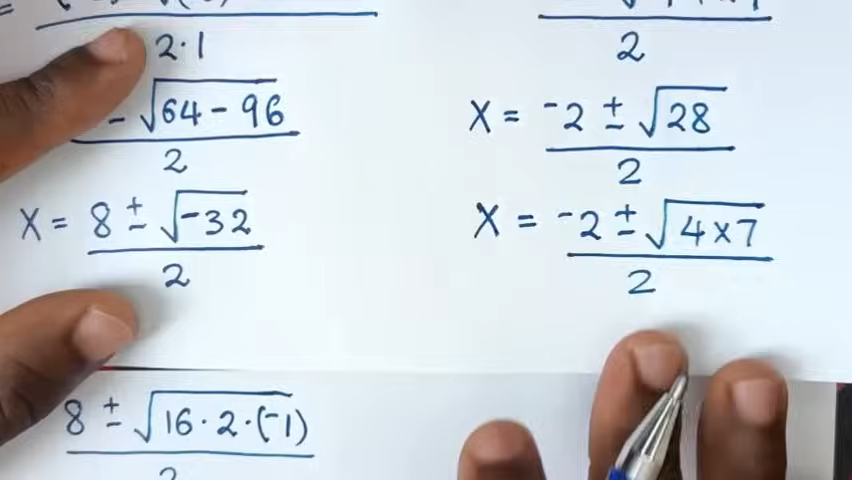 2·1
- √64 - 96
2
X = 8 ± √-32
2
8 ± √16·2·(-1)
2
X = -2 ± √28
2
X = -2 ± √4×7
2